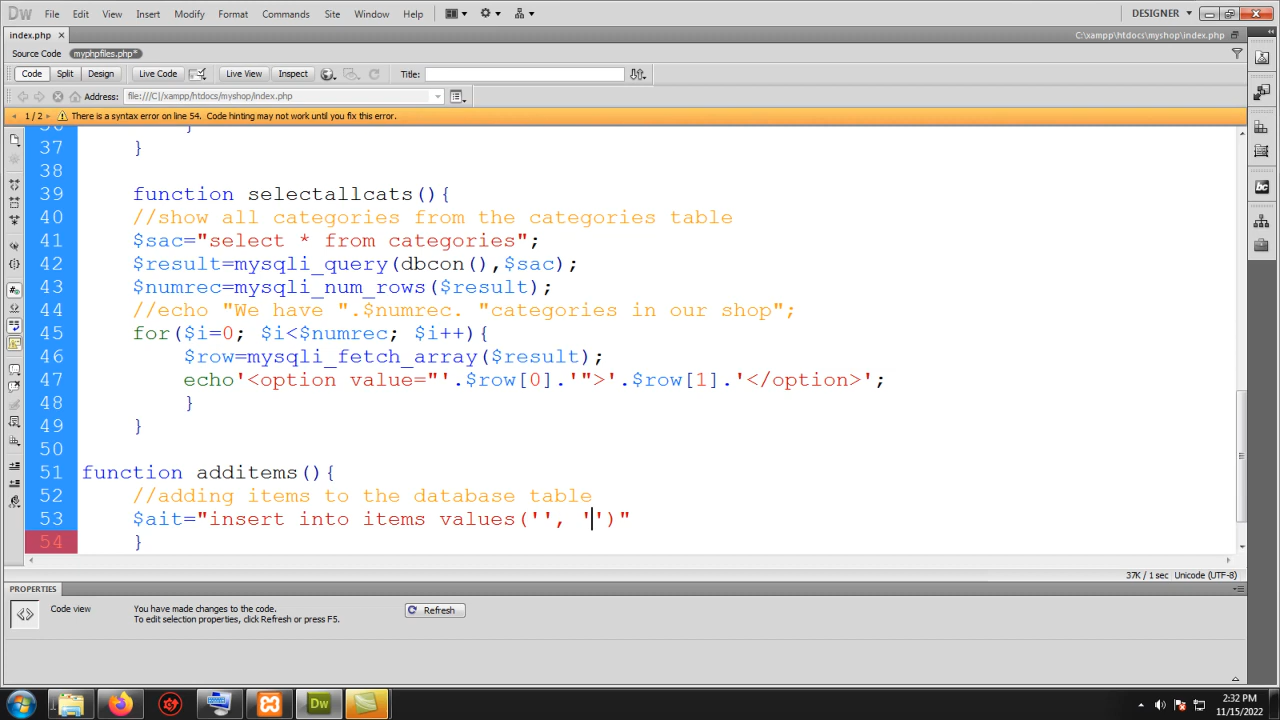 Dw File Edit View Insert Modify Format Commands Site Window Help DESIGNER
index.php C:\xampp\htdocs\myshop\index.php
Source Code myphpfiles.php*
Code Split Design Live Code Live View Inspect Title:
Address: file:///C|/xampp/htdocs/myshop/index.php
1 / 2 There is a syntax error on line 54. Code hinting may not work until you fix this error.
36 }
37 }
38
39 function selectallcats(){
40 //show all categories from the categories table
41 $sac="select * from categories";
42 $result=mysqli_query(dbcon(),$sac);
43 $numrec=mysqli_num_rows($result);
44 //echo "We have ".$numrec. "categories in our shop";
45 for($i=0; $i<$numrec; $i++){
46 $row=mysqli_fetch_array($result);
47 echo'<option value="'.$row[0].'">'.$row[1].'</option>';
48 }
49 }
50
51 function additems(){
52 //adding items to the database table
53 $ait="insert into items values('', '')"
54 }
37K / 1 sec Unicode (UTF-8)
PROPERTIES
Code view You have made changes to the code. Refresh
To edit selection properties, click Refresh or press F5.
Dw 2:32 PM
11/15/2022